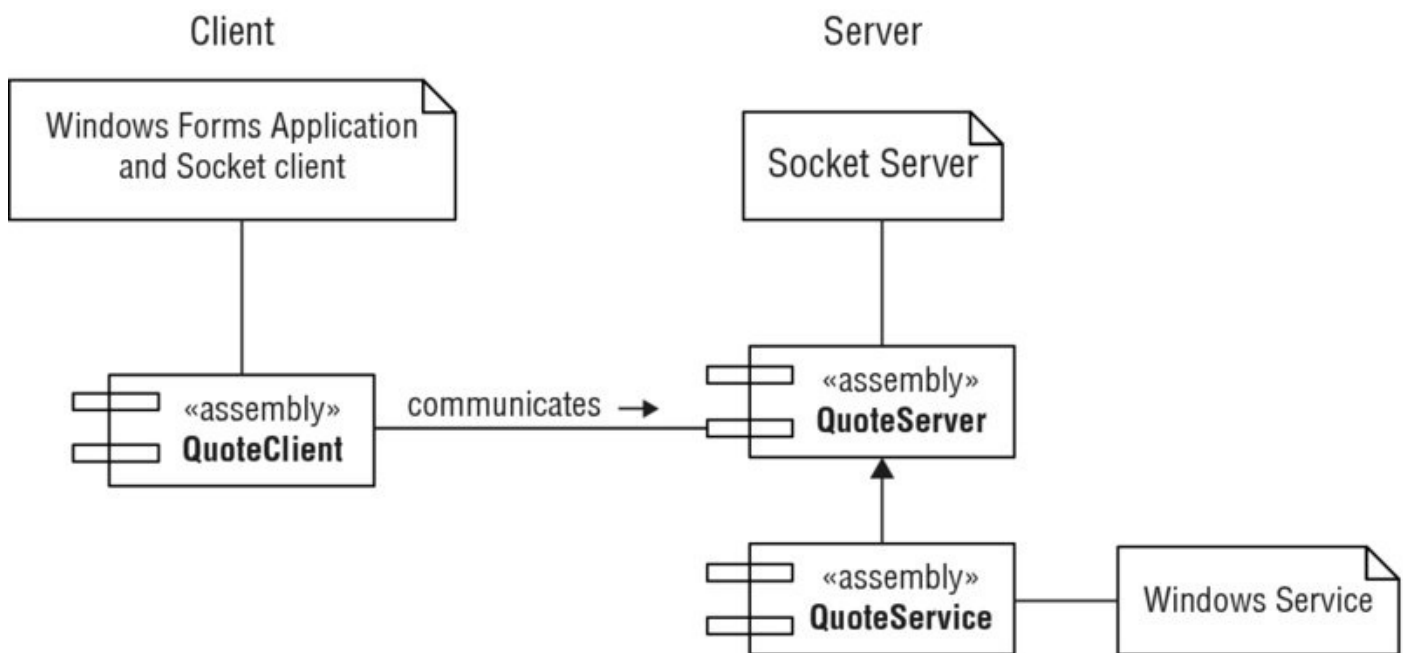 Client
Server
Windows Forms Application
and Socket client
Socket Server
«assembly»
QuoteClient
communicates
«assembly»
QuoteServer
«assembly»
QuoteService
Windows Service